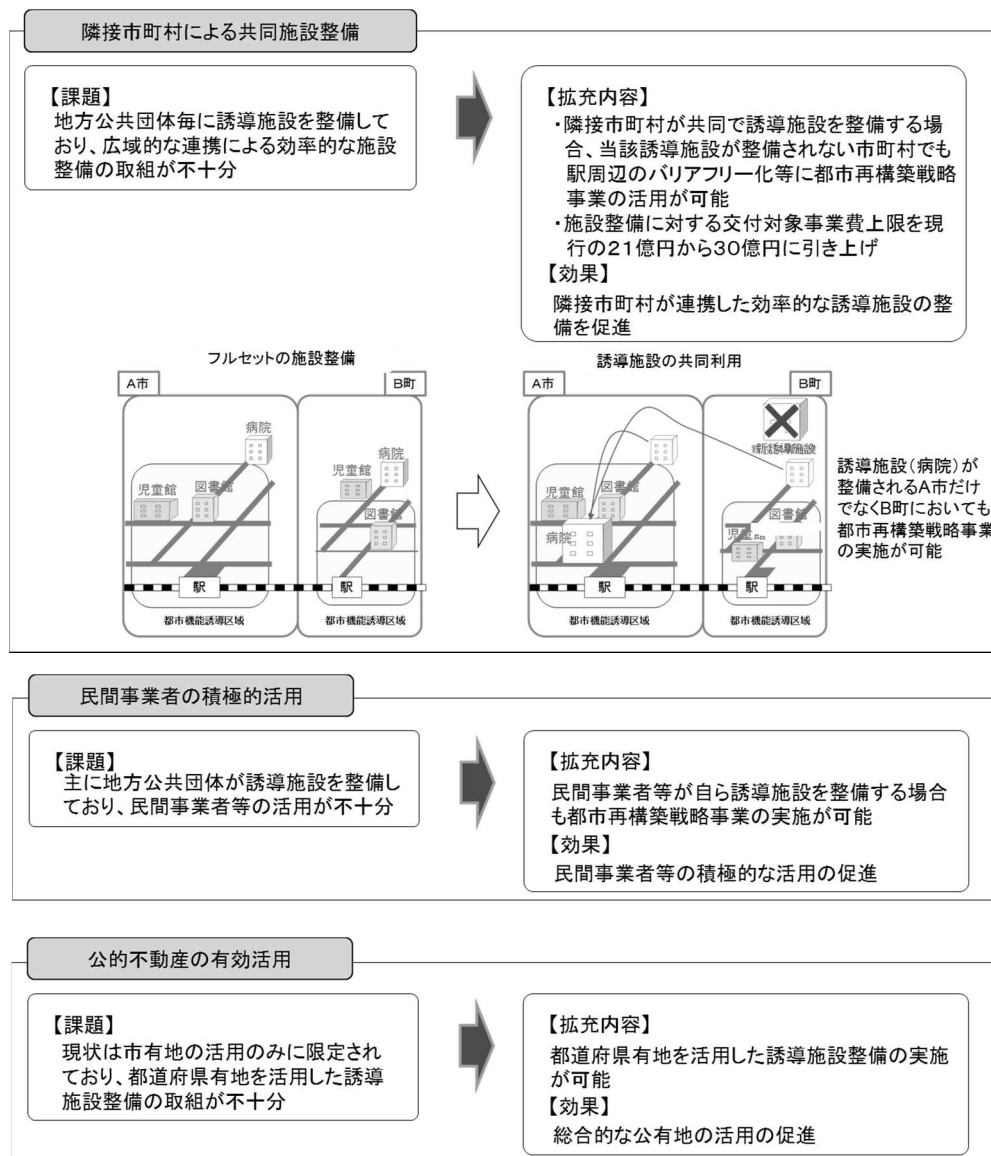 隣接市町村による共同施設整備
【課題】
地方公共団体毎に誘導施設を整備して
おり、広域的な連携による効率的な施設
整備の取組が不十分
【拡充内容】
・隣接市町村が共同で誘導施設を整備する場
合、当該誘導施設が整備されない市町村でも
駅周辺のバリアフリー化等に都市再構築戦略
事業の活用が可能
・施設整備に対する交付対象事業費上限を現
行の21億円から30億円に引き上げ
【効果】
隣接市町村が連携した効率的な誘導施設の整
備を促進
フルセットの施設整備
A市
B町
病院
児童館
図書館
病院
児童館
図書館
駅
駅
都市機能誘導区域
都市機能誘導区域
誘導施設の共同利用
A市
B町
児童館
図書館
病院
図書館
駅
駅
都市機能誘導区域
都市機能誘導区域
誘導施設(病院)が
整備されるA市だけ
でなくB町においても
都市再構築戦略事業
の実施が可能
民間事業者の積極的活用
【課題】
主に地方公共団体が誘導施設を整備し
ており、民間事業者等の活用が不十分
【拡充内容】
民間事業者等が自ら誘導施設を整備する場合
も都市再構築戦略事業の実施が可能
【効果】
民間事業者等の積極的な活用の促進
公的不動産の有効活用
【課題】
現状は市有地の活用のみに限定され
ており、都道府県有地を活用した誘導
施設整備の取組が不十分
【拡充内容】
都道府県有地を活用した誘導施設整備の実施
が可能
【効果】
総合的な公有地の活用の促進